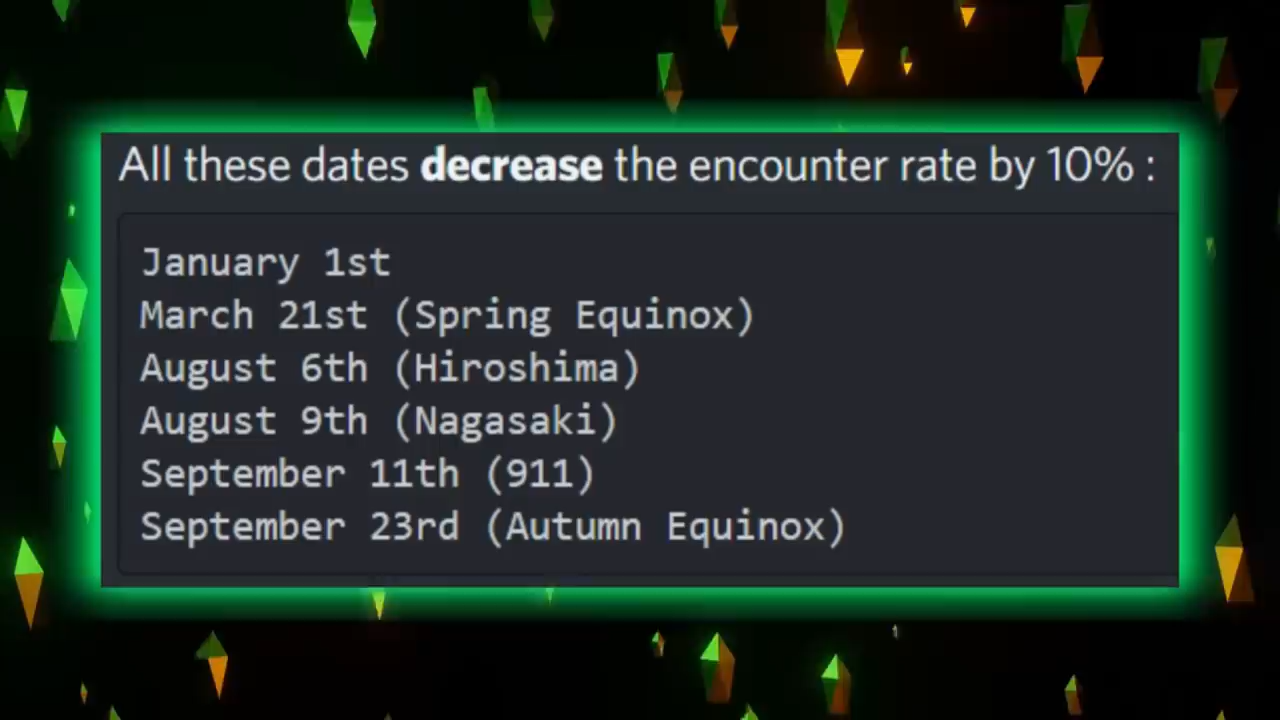 All these dates decrease the encounter rate by 10% :
January 1st
March 21st (Spring Equinox)
August 6th (Hiroshima)
August 9th (Nagasaki)
September 11th (911)
September 23rd (Autumn Equinox)